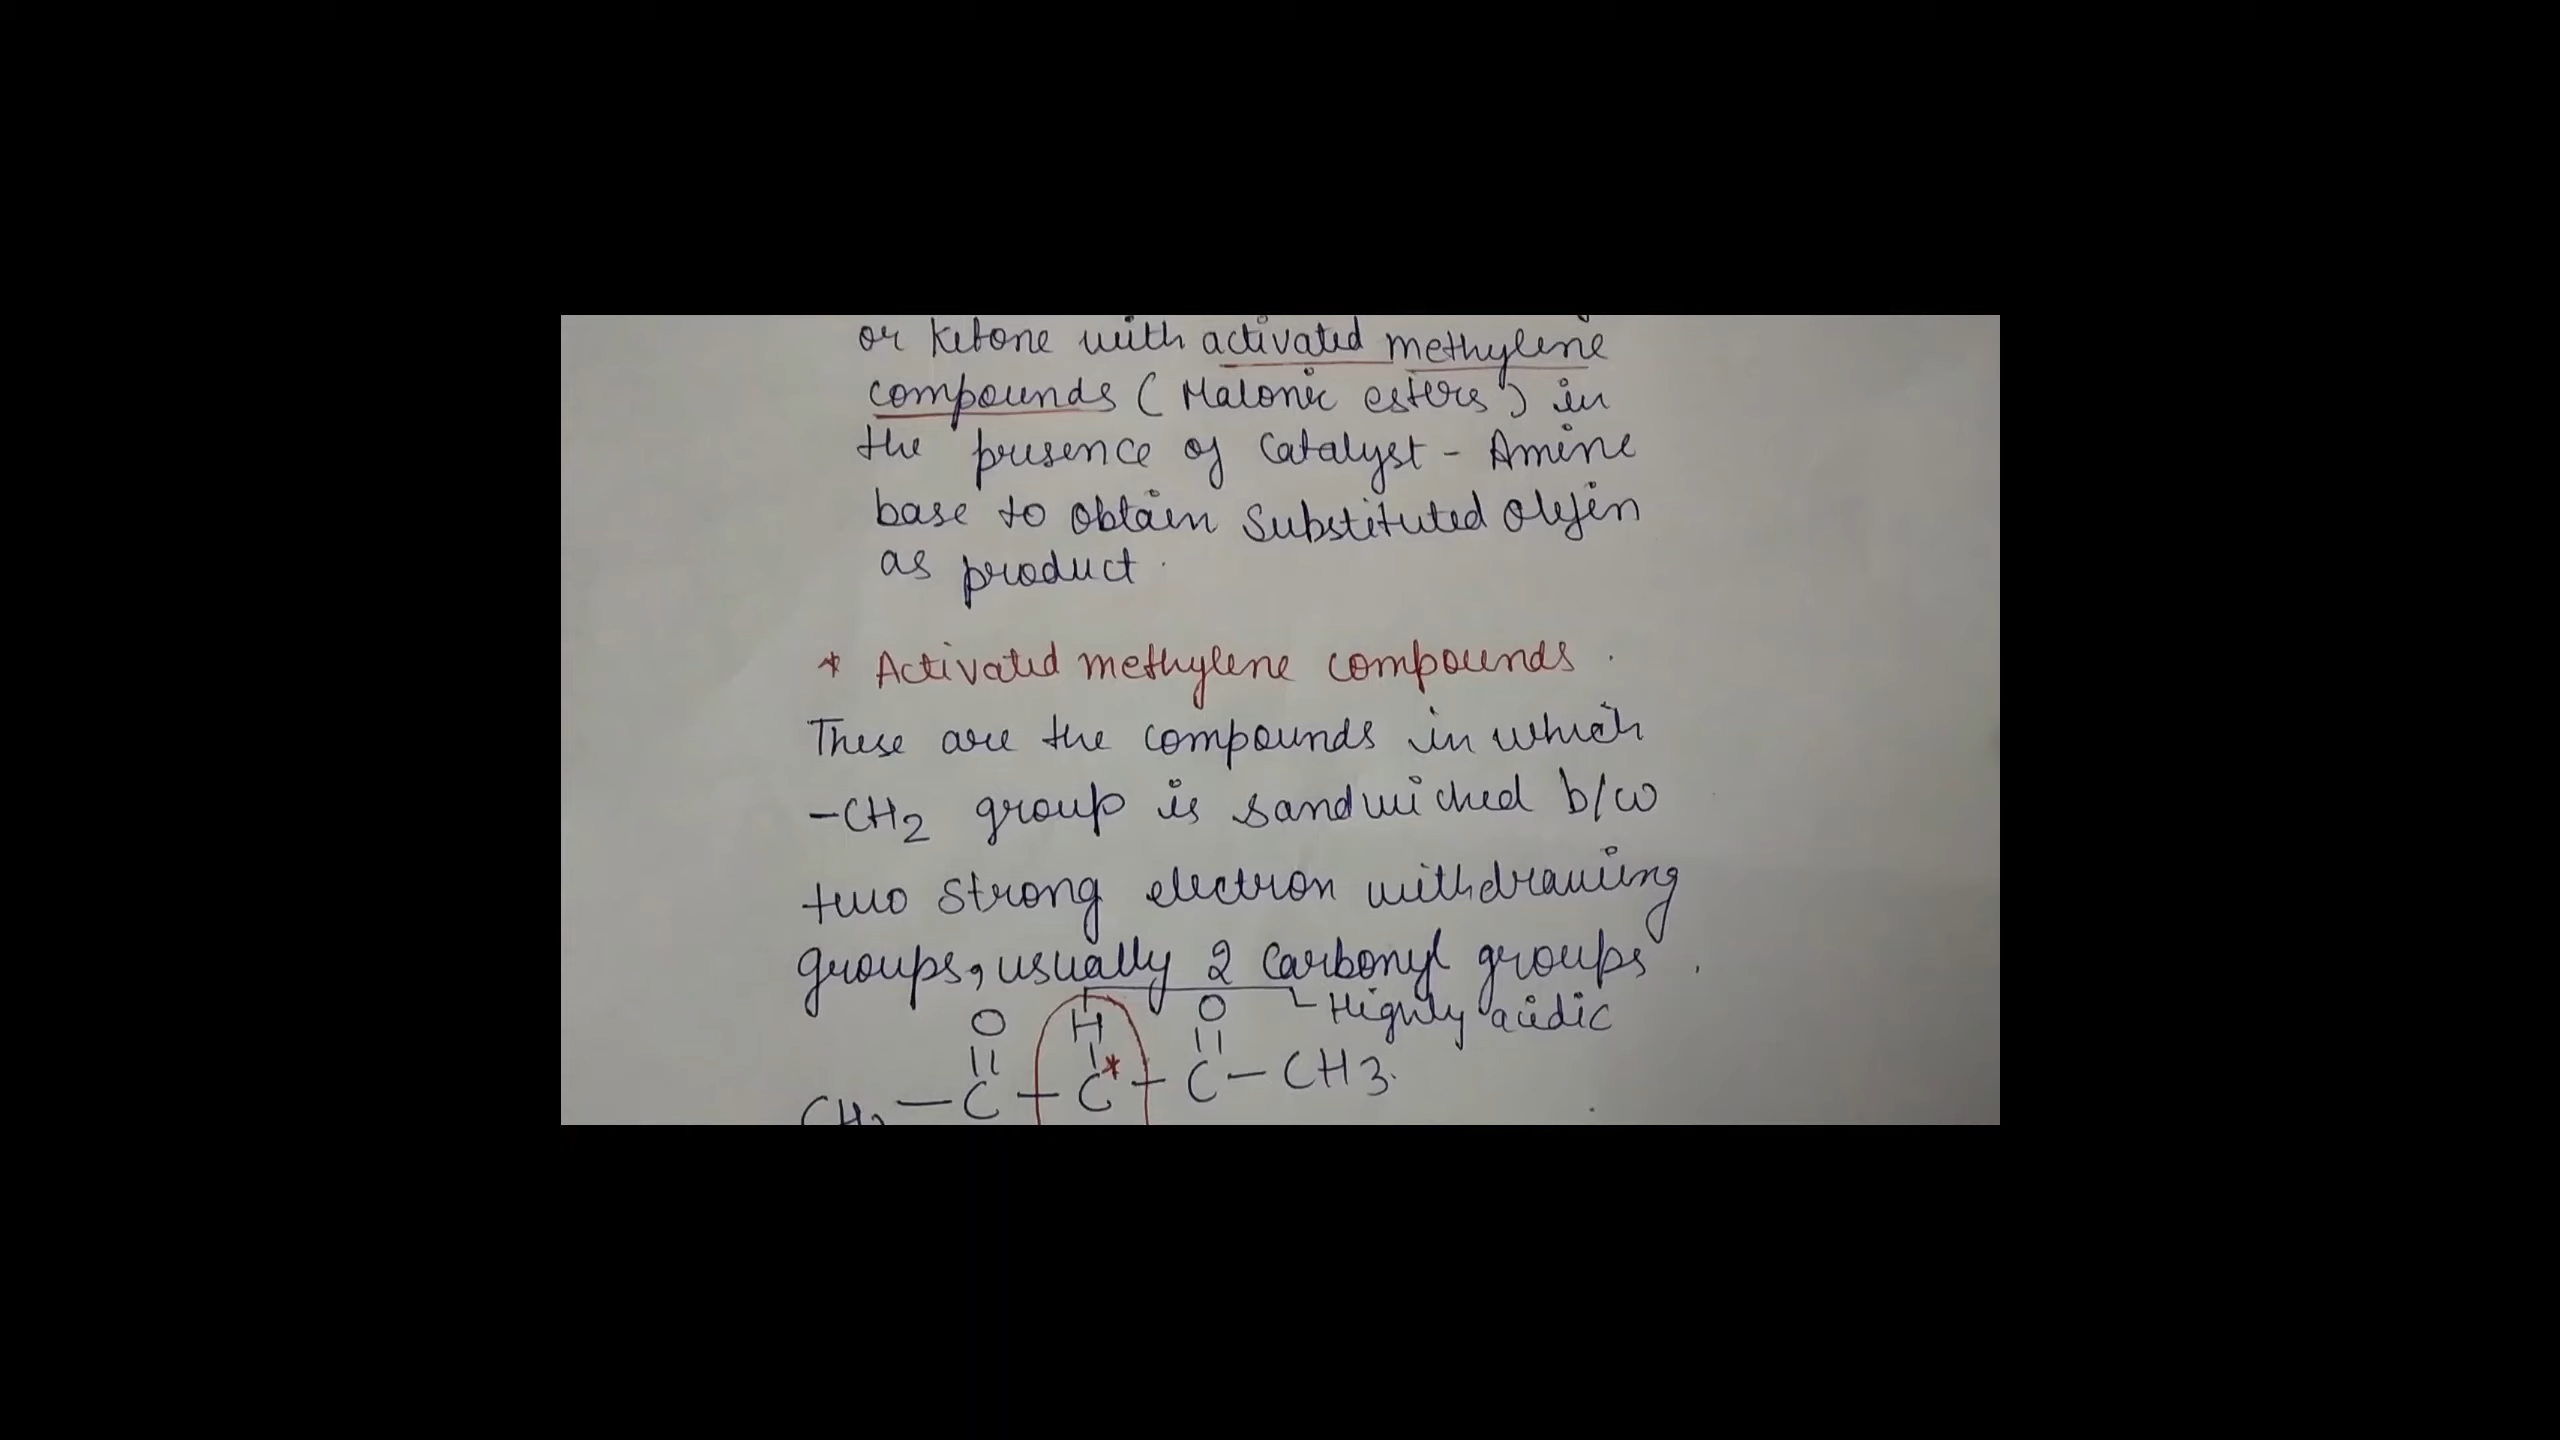 or ketone with activated methylene
compounds (Malonic esters) in
the presence of Catalyst - Amine
base to obtain Substituted Olefin
as product.
* Activated methylene compounds.
These are the compounds in which
-CH2 group is sandwiched b/w
two strong electron withdrawing
groups, usually 2 Carbonyl groups.
O H O Highly acidic
|| | * ||
CH3 — C — C — C — CH3.